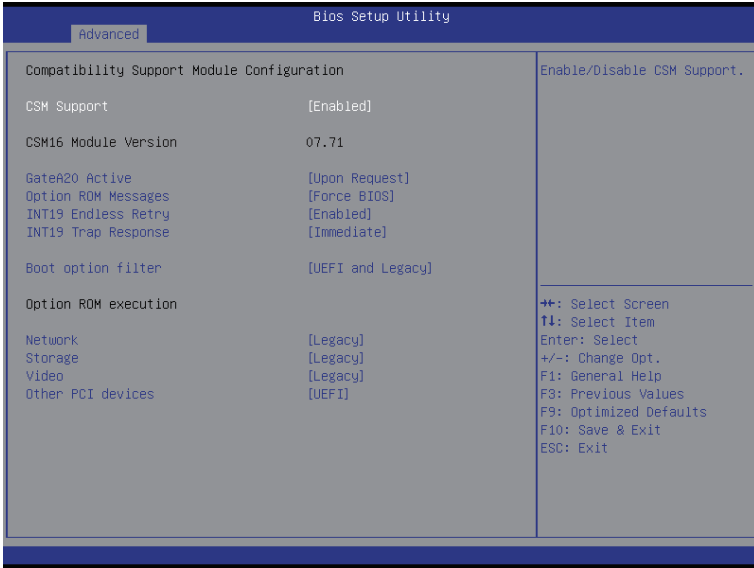 Bios Setup Utility
Advanced
Compatibility Support Module Configuration
CSM Support [Enabled]
CSM16 Module Version 07.71
GateA20 Active [Upon Request]
Option ROM Messages [Force BIOS]
INT19 Endless Retry [Enabled]
INT19 Trap Response [Immediate]
Boot option filter [UEFI and Legacy]
Option ROM execution
Network [Legacy]
Storage [Legacy]
Video [Legacy]
Other PCI devices [UEFI]
Enable/Disable CSM Support.
→←: Select Screen
↑↓: Select Item
Enter: Select
+/-: Change Opt.
F1: General Help
F3: Previous Values
F9: Optimized Defaults
F10: Save & Exit
ESC: Exit